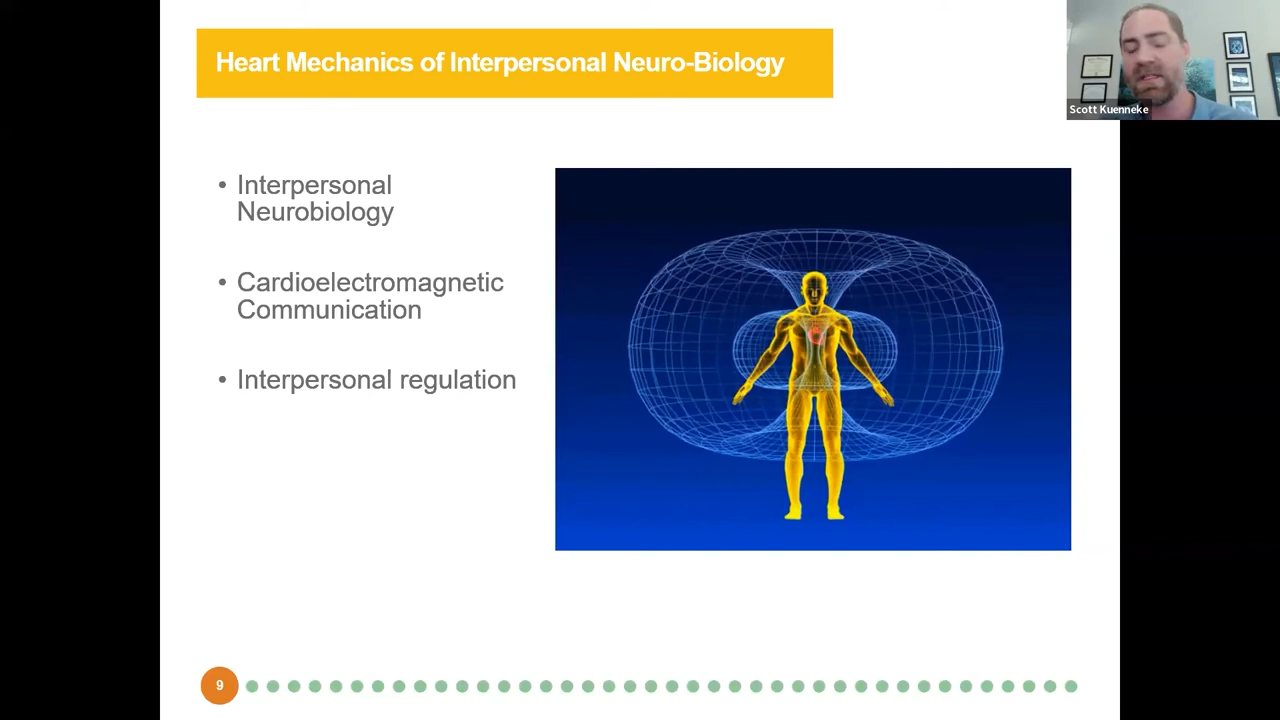 Heart Mechanics of Interpersonal Neuro-Biology
Scott Kuenneke
• Interpersonal
Neurobiology
• Cardioelectromagnetic
Communication
• Interpersonal regulation
9